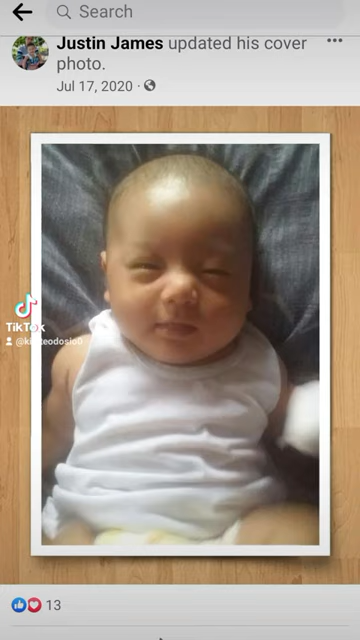 Search
Justin James updated his cover
photo.
Jul 17, 2020 ·
TikTok
13